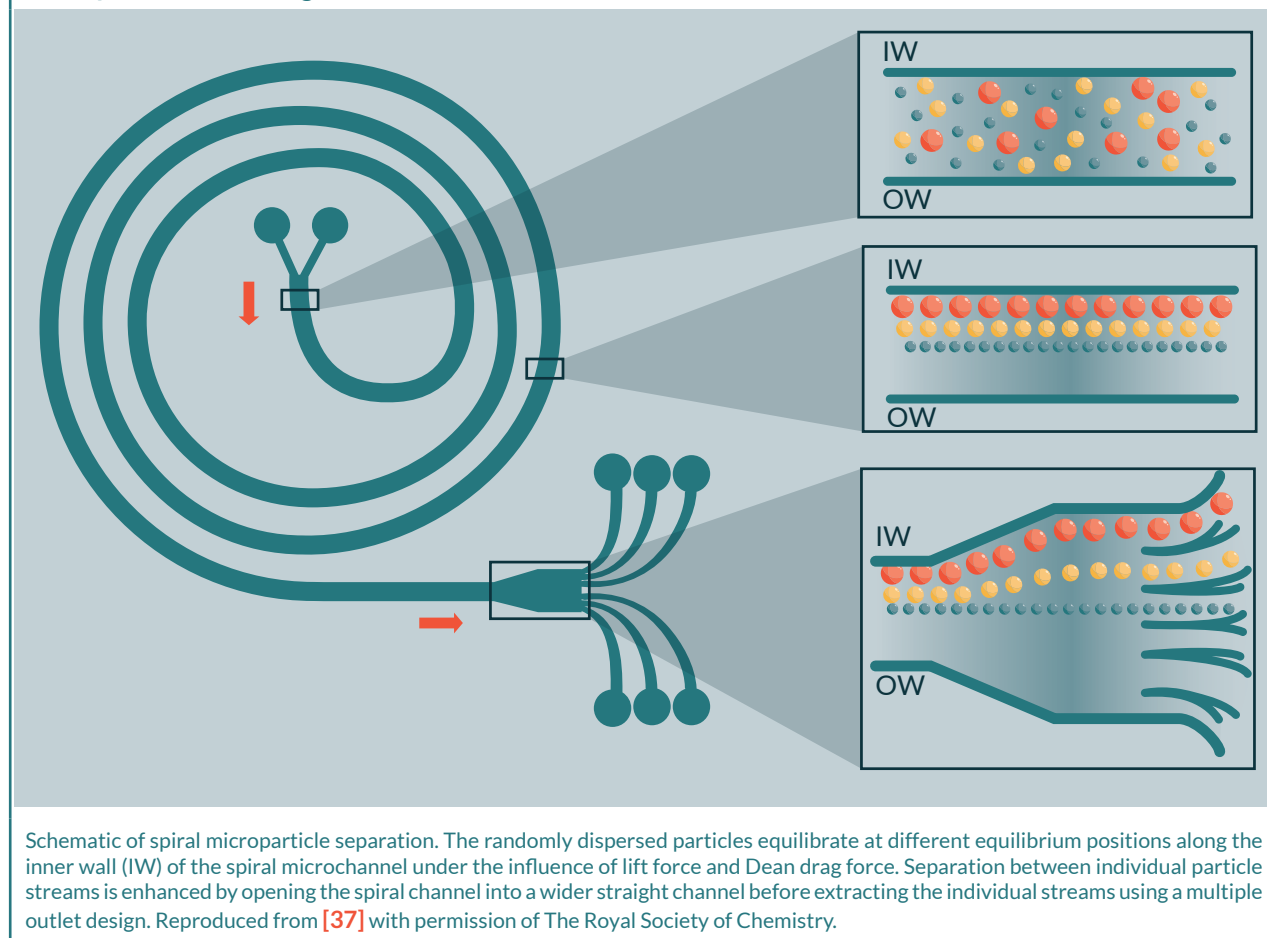 IW
OW
IW
OW
IW
OW
Schematic of spiral microparticle separation. The randomly dispersed particles equilibrate at different equilibrium positions along the
inner wall (IW) of the spiral microchannel under the influence of lift force and Dean drag force. Separation between individual particle
streams is enhanced by opening the spiral channel into a wider straight channel before extracting the individual streams using a multiple
outlet design. Reproduced from [37] with permission of The Royal Society of Chemistry.